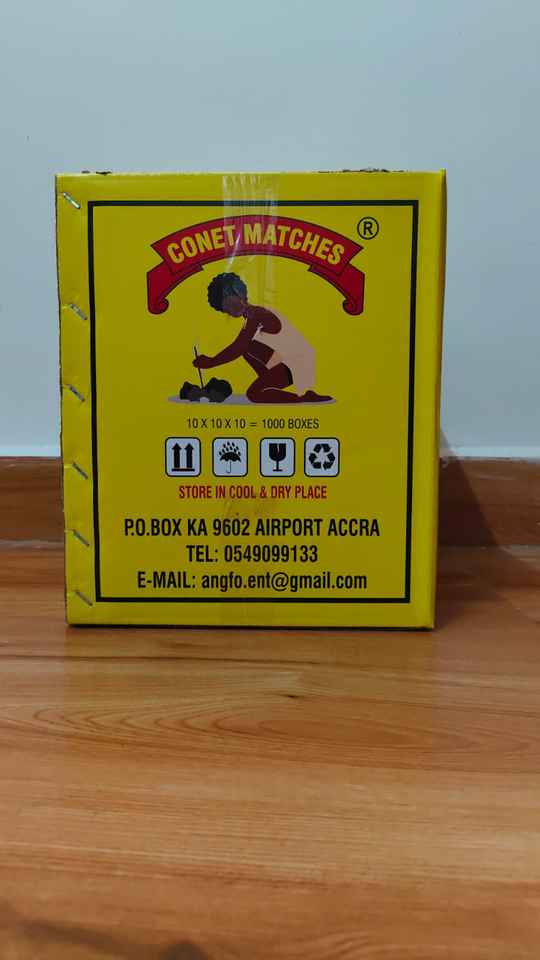 CONET MATCHES ®
10 X 10 X 10 = 1000 BOXES
STORE IN COOL & DRY PLACE
P.O.BOX KA 9602 AIRPORT ACCRA
TEL: 0549099133
E-MAIL: angfo.ent@gmail.com